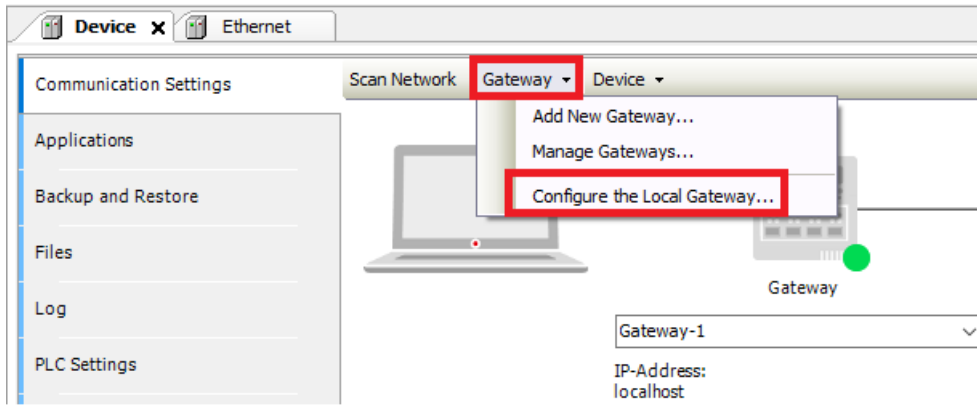 Device Ethernet
Communication Settings
Scan Network Gateway Device
Add New Gateway...
Applications
Manage Gateways...
Backup and Restore
Configure the Local Gateway...
Files
Gateway
Log
Gateway-1
PLC Settings
IP-Address:
localhost